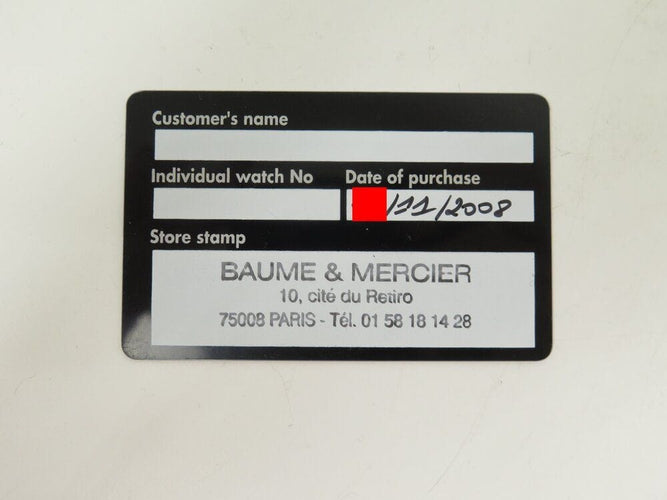 Customer's name
Individual watch No Date of purchase
/11/2008
Store stamp
BAUME & MERCIER
10, cité du Retiro
75008 PARIS - Tél. 01 58 18 14 28